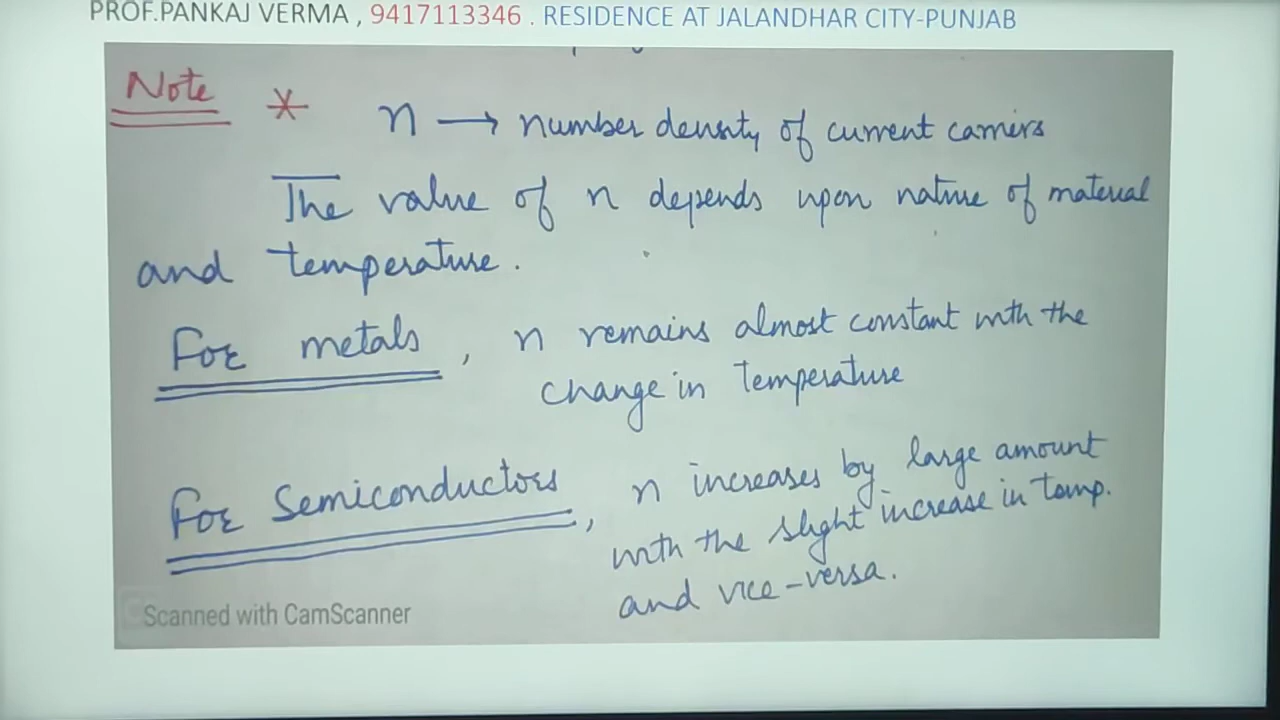 PROF.PANKAJ VERMA , 9417113346 . RESIDENCE AT JALANDHAR CITY-PUNJAB
Note * n → number density of current carriers
The value of n depends upon nature of material
and temperature.
For metals , n remains almost constant with the
change in temperature
For Semiconductors , n increases by large amount
with the slight increase in temp.
and vice-versa.
Scanned with CamScanner